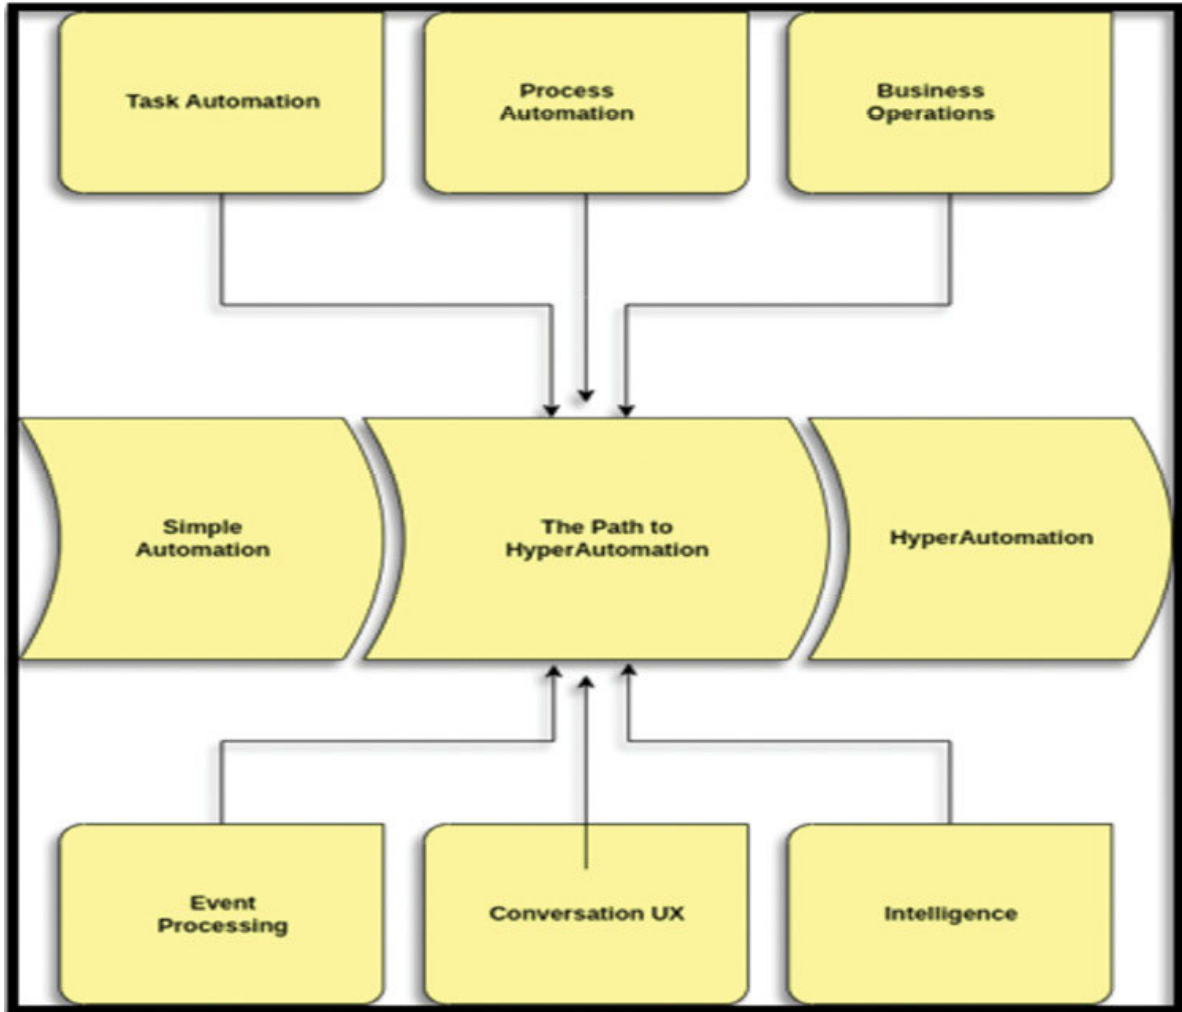 Task Automation
Process
Automation
Business
Operations
Simple
Automation
The Path to
HyperAutomation
HyperAutomation
Event
Processing
Conversation UX
Intelligence